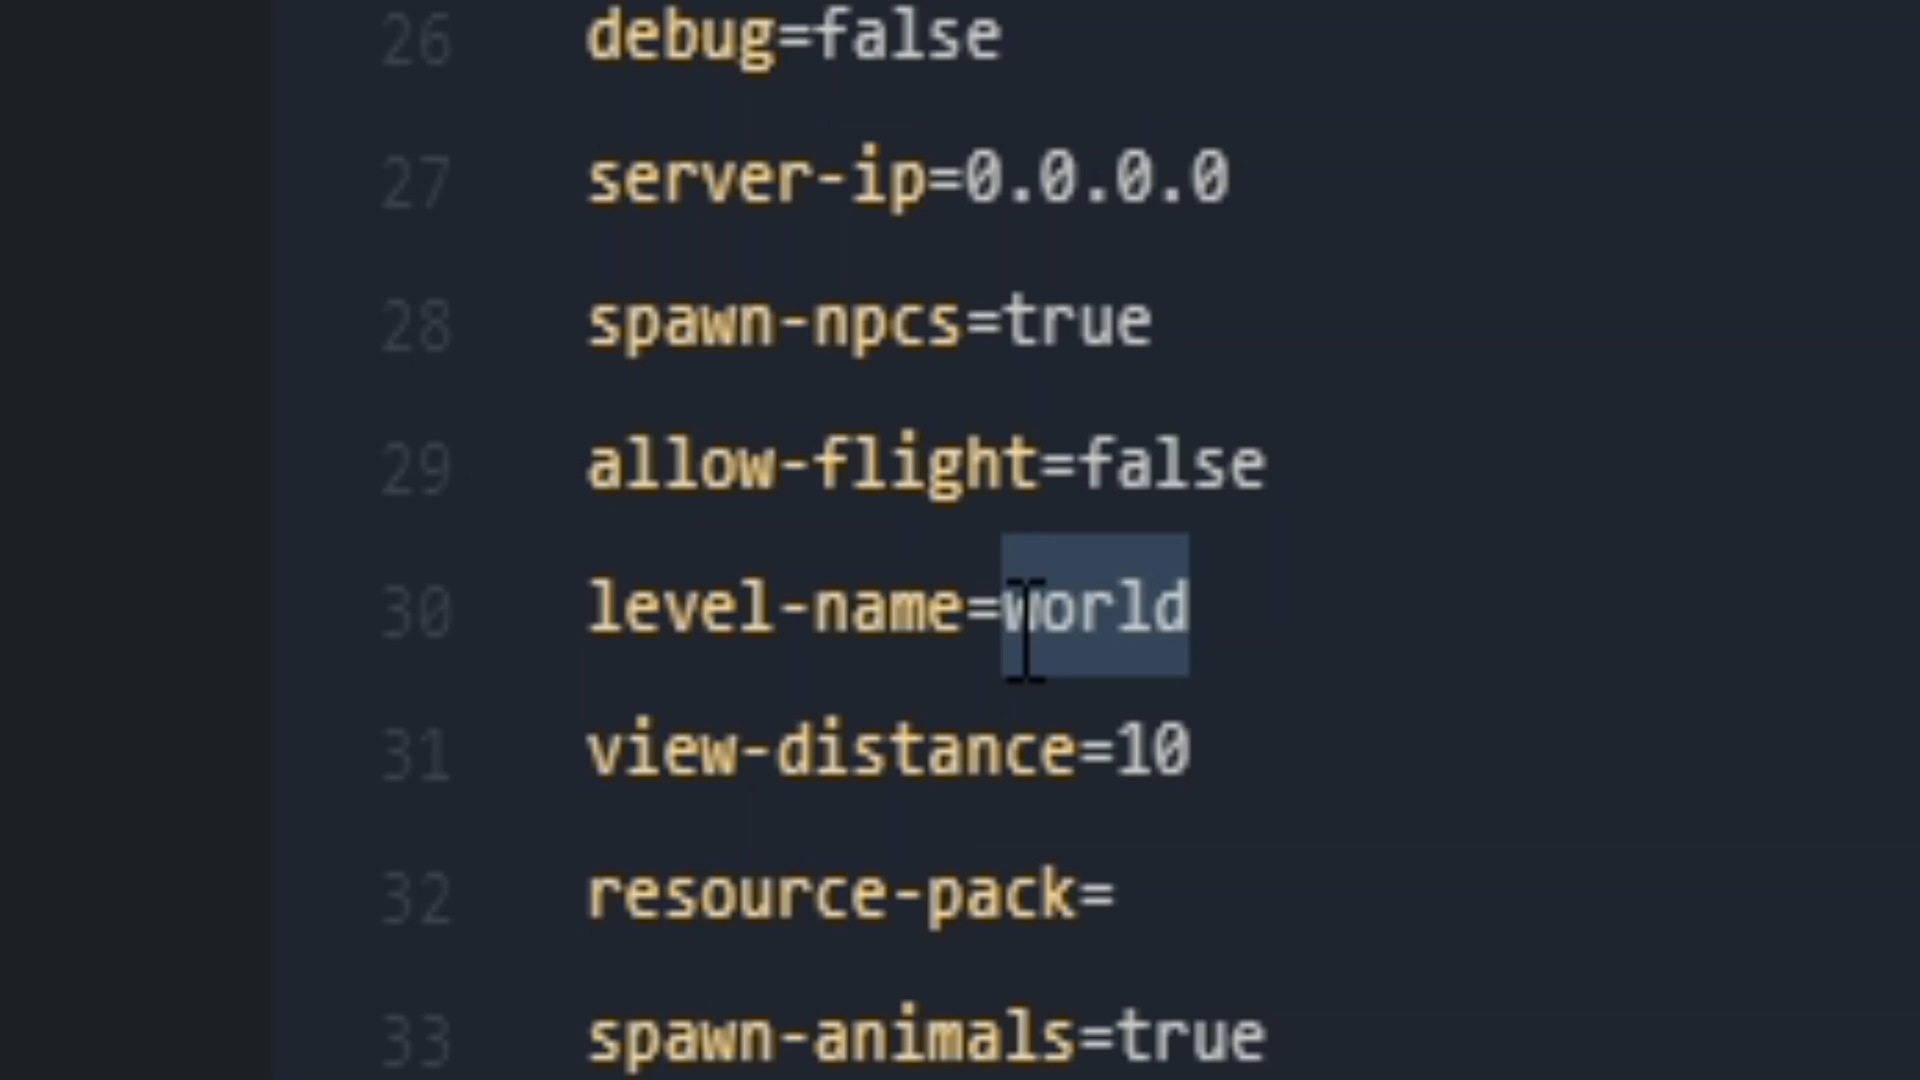 26 debug=false
27 server-ip=0.0.0.0
28 spawn-npcs=true
29 allow-flight=false
30 level-name=world
31 view-distance=10
32 resource-pack=
33 spawn-animals=true